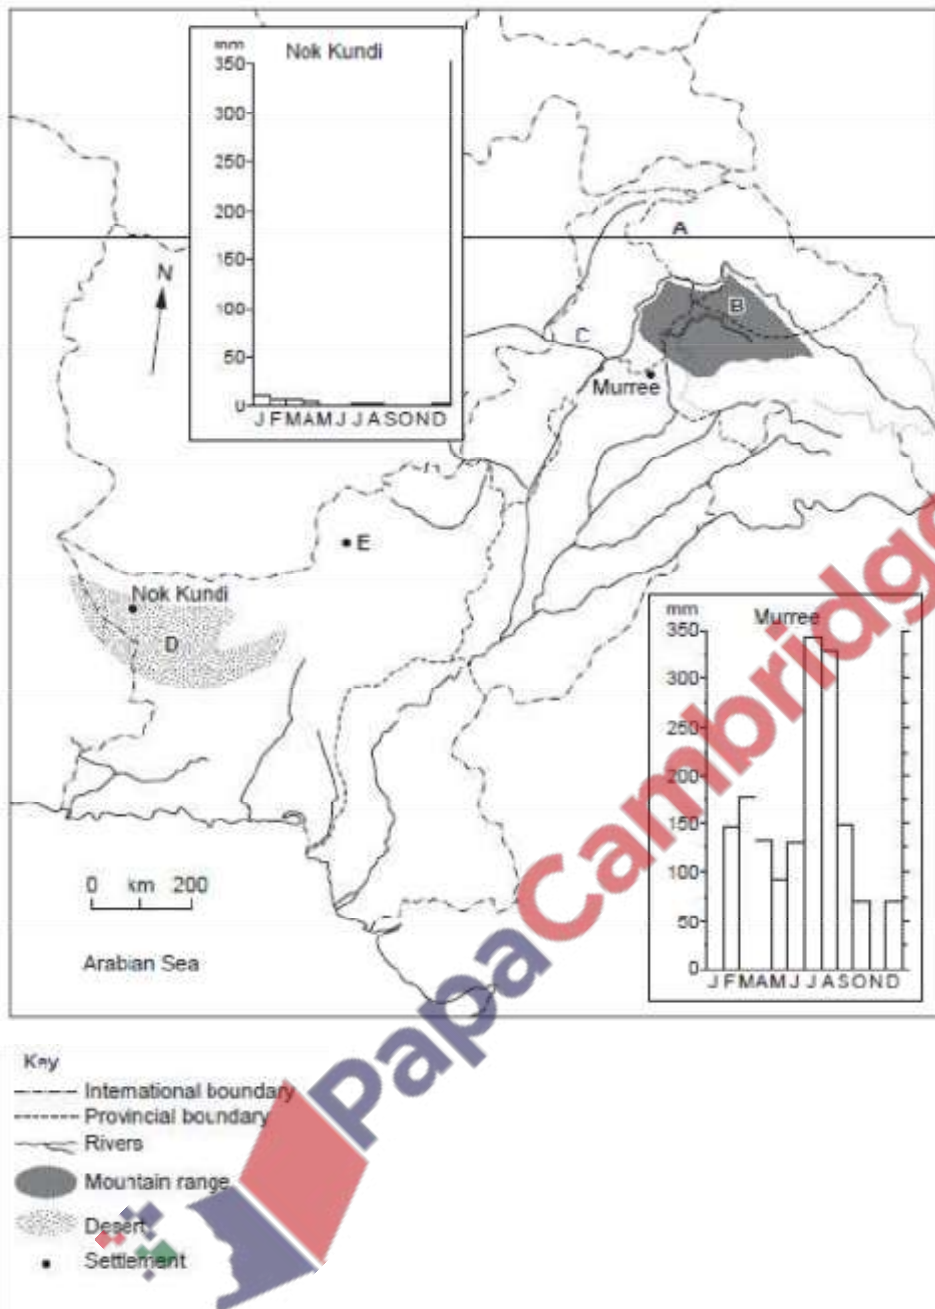 mm Nok Kundi
350
300
250
200
150
100
50
0
J F M A M J J A S O N D
N
A
B
C
Murree
E
Nok Kundi
D
mm Murree
350
300
250
200
150
100
50
0
J F M A M J J A S O N D
0 km 200
Arabian Sea
PapaCambridge
Key
International boundary
Provincial boundary
Rivers
Mountain range
Desert
Settlement